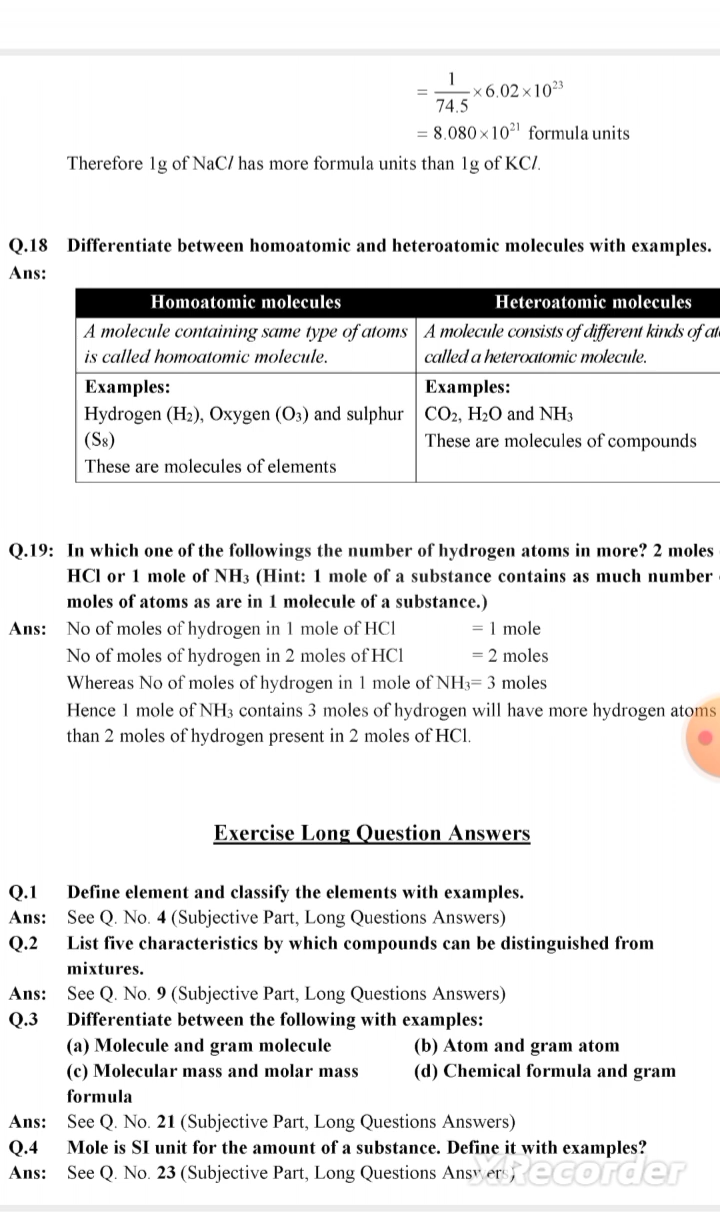 = 1/74.5 × 6.02 × 10²³
= 8.080 × 10²¹ formula units
Therefore 1g of NaCl has more formula units than 1g of KCl.
Q.18 Differentiate between homoatomic and heteroatomic molecules with examples.
Ans:
Homoatomic molecules Heteroatomic molecules
A molecule containing same type of atoms A molecule consists of different kinds of
is called homoatomic molecule. called a heteroatomic molecule.
Examples: Examples:
Hydrogen (H₂), Oxygen (O₃) and sulphur CO₂, H₂O and NH₃
(S₈) These are molecules of compounds
These are molecules of elements
Q.19: In which one of the followings the number of hydrogen atoms in more? 2 moles
HCl or 1 mole of NH₃ (Hint: 1 mole of a substance contains as much number
moles of atoms as are in 1 molecule of a substance.)
Ans: No of moles of hydrogen in 1 mole of HCl = 1 mole
No of moles of hydrogen in 2 moles of HCl = 2 moles
Whereas No of moles of hydrogen in 1 mole of NH₃= 3 moles
Hence 1 mole of NH₃ contains 3 moles of hydrogen will have more hydrogen atoms
than 2 moles of hydrogen present in 2 moles of HCl.
Exercise Long Question Answers
Q.1 Define element and classify the elements with examples.
Ans: See Q. No. 4 (Subjective Part, Long Questions Answers)
Q.2 List five characteristics by which compounds can be distinguished from
mixtures.
Ans: See Q. No. 9 (Subjective Part, Long Questions Answers)
Q.3 Differentiate between the following with examples:
(a) Molecule and gram molecule (b) Atom and gram atom
(c) Molecular mass and molar mass (d) Chemical formula and gram
formula
Ans: See Q. No. 21 (Subjective Part, Long Questions Answers)
Q.4 Mole is SI unit for the amount of a substance. Define it with examples?
Ans: See Q. No. 23 (Subjective Part, Long Questions Answers)
XRecorder